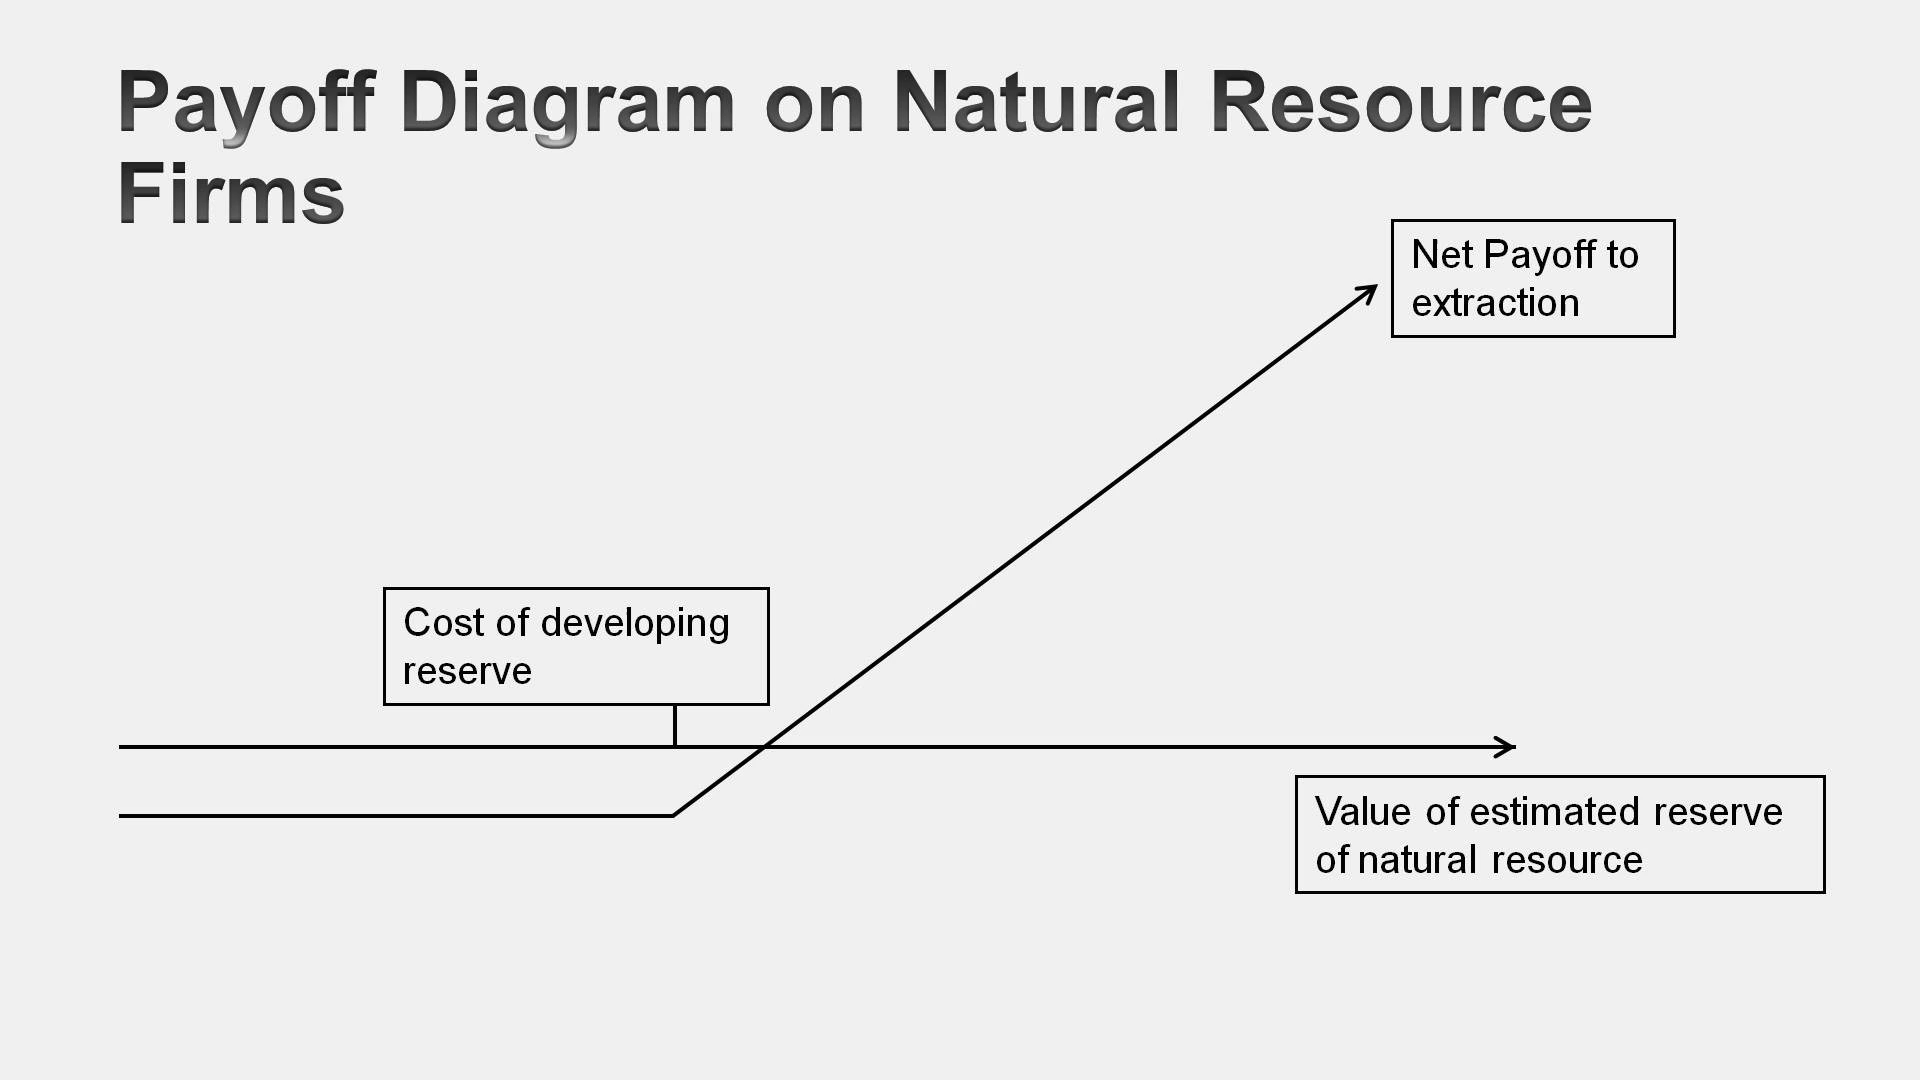 Payoff Diagram on Natural Resource
Firms
Net Payoff to
extraction
Cost of developing
reserve
Value of estimated reserve
of natural resource